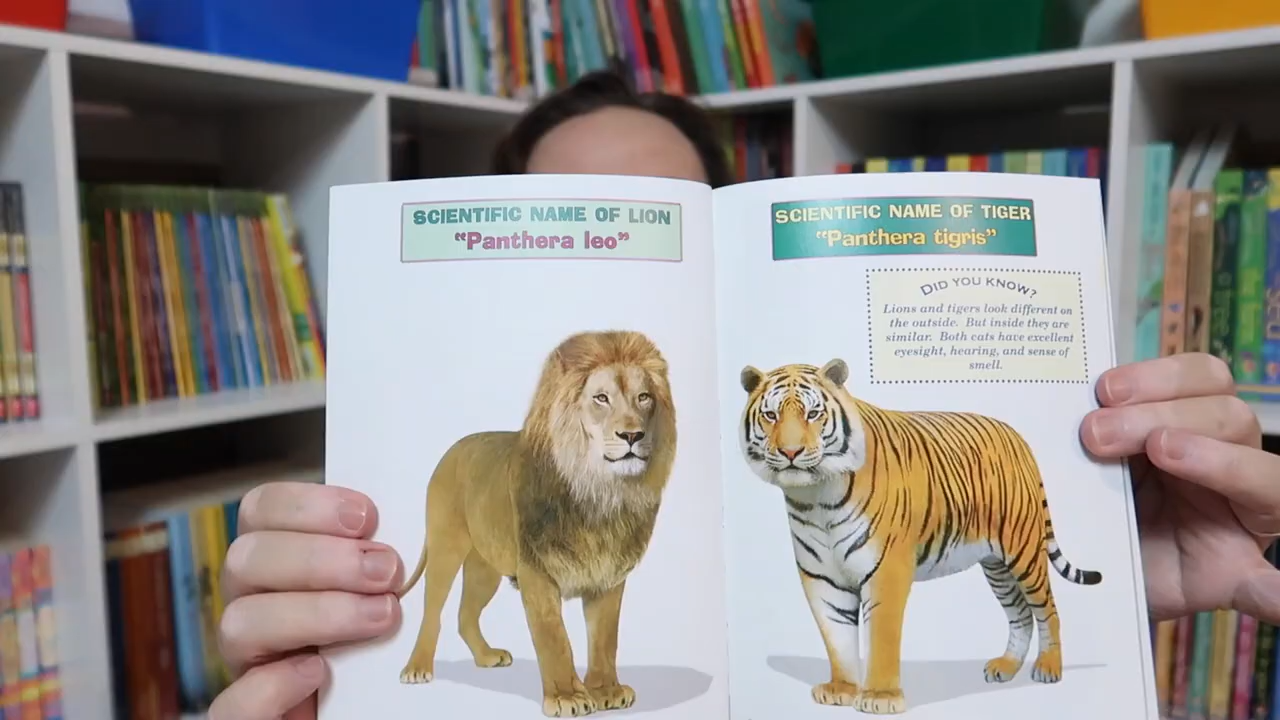 SCIENTIFIC NAME OF LION
“Panthera leo”
SCIENTIFIC NAME OF TIGER
“Panthera tigris”
DID YOU KNOW?
Lions and tigers look different on
the outside. But inside they are
similar. Both cats have excellent
eyesight, hearing, and sense of
smell.